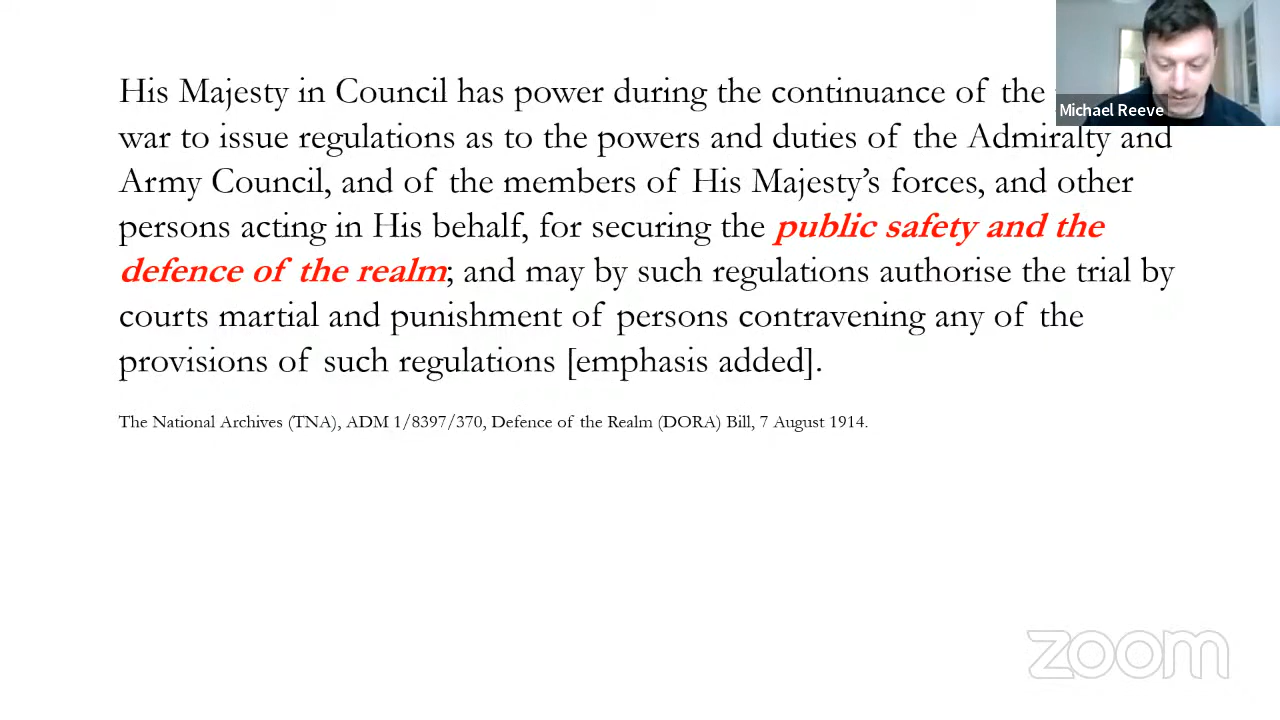 His Majesty in Council has power during the continuance of the
war to issue regulations as to the powers and duties of the Admiralty and
Army Council, and of the members of His Majesty's forces, and other
persons acting in His behalf, for securing the public safety and the
defence of the realm; and may by such regulations authorise the trial by
courts martial and punishment of persons contravening any of the
provisions of such regulations [emphasis added].
The National Archives (TNA), ADM 1/8397/370, Defence of the Realm (DORA) Bill, 7 August 1914.
Michael Reeve
zoom